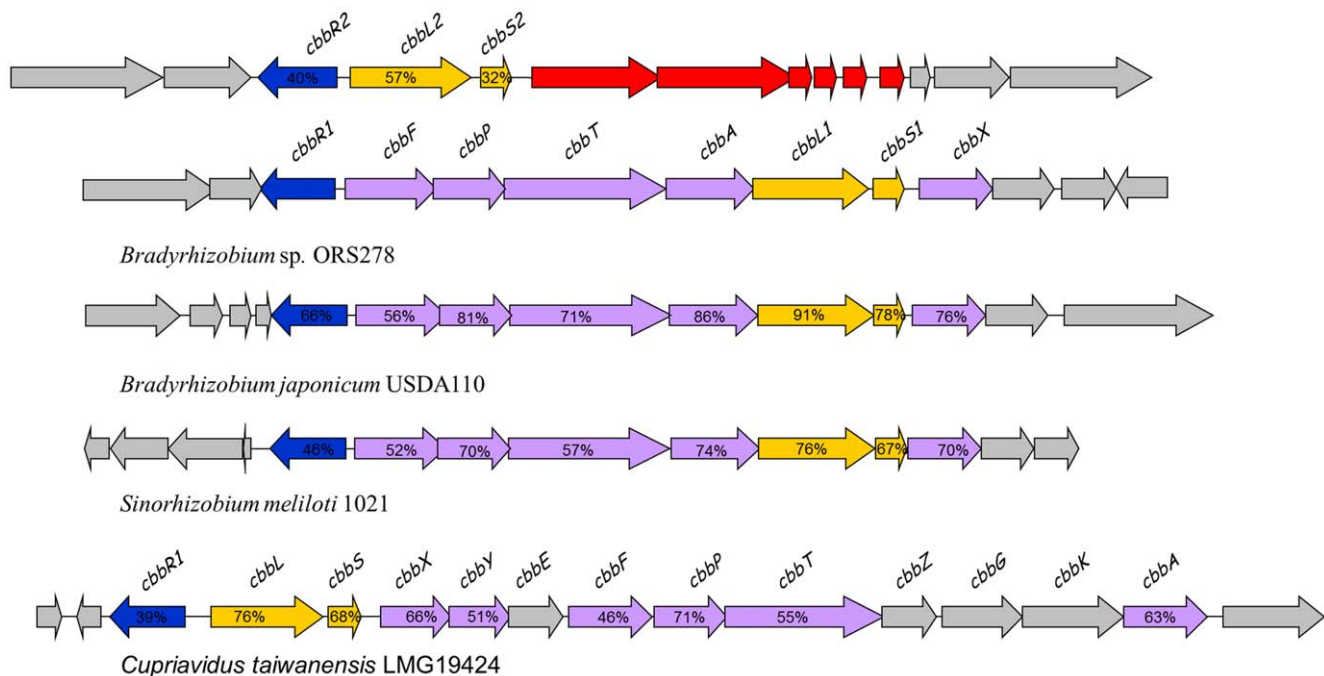 cbbR2 cbbL2 cbbS2
40% 57% 32%
cbbR1 cbbF cbbP cbbT cbbA cbbL1 cbbS1 cbbX
Bradyrhizobium sp. ORS278
66% 56% 81% 71% 86% 91% 78% 76%
Bradyrhizobium japonicum USDA110
46% 52% 70% 57% 74% 76% 67% 70%
Sinorhizobium meliloti 1021
cbbR1 cbbL cbbS cbbX cbbY cbbE cbbF cbbP cbbT cbbZ cbbG cbbK cbbA
39% 76% 68% 66% 51% 46% 71% 55% 63%
Cupriavidus taiwanensis LMG19424